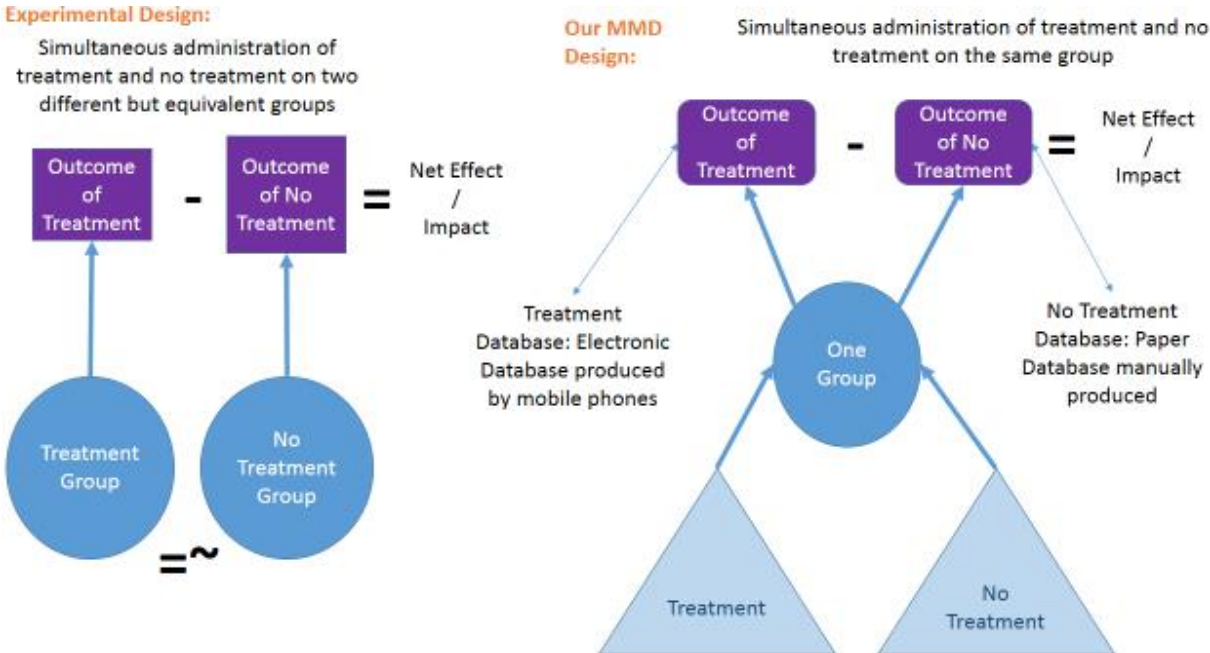 Experimental Design:
Simultaneous administration of
treatment and no treatment on two
different but equivalent groups
Outcome
of
Treatment
-
Outcome
of No
Treatment
=
Net Effect
/
Impact
Treatment
Group
No
Treatment
Group
=~
Our MMD
Design:
Simultaneous administration of treatment and no
treatment on the same group
Outcome
of
Treatment
-
Outcome
of No
Treatment
=
Net Effect
/
Impact
Treatment
Database: Electronic
Database produced
by mobile phones
One
Group
No Treatment
Database: Paper
Database manually
produced
Treatment
No
Treatment